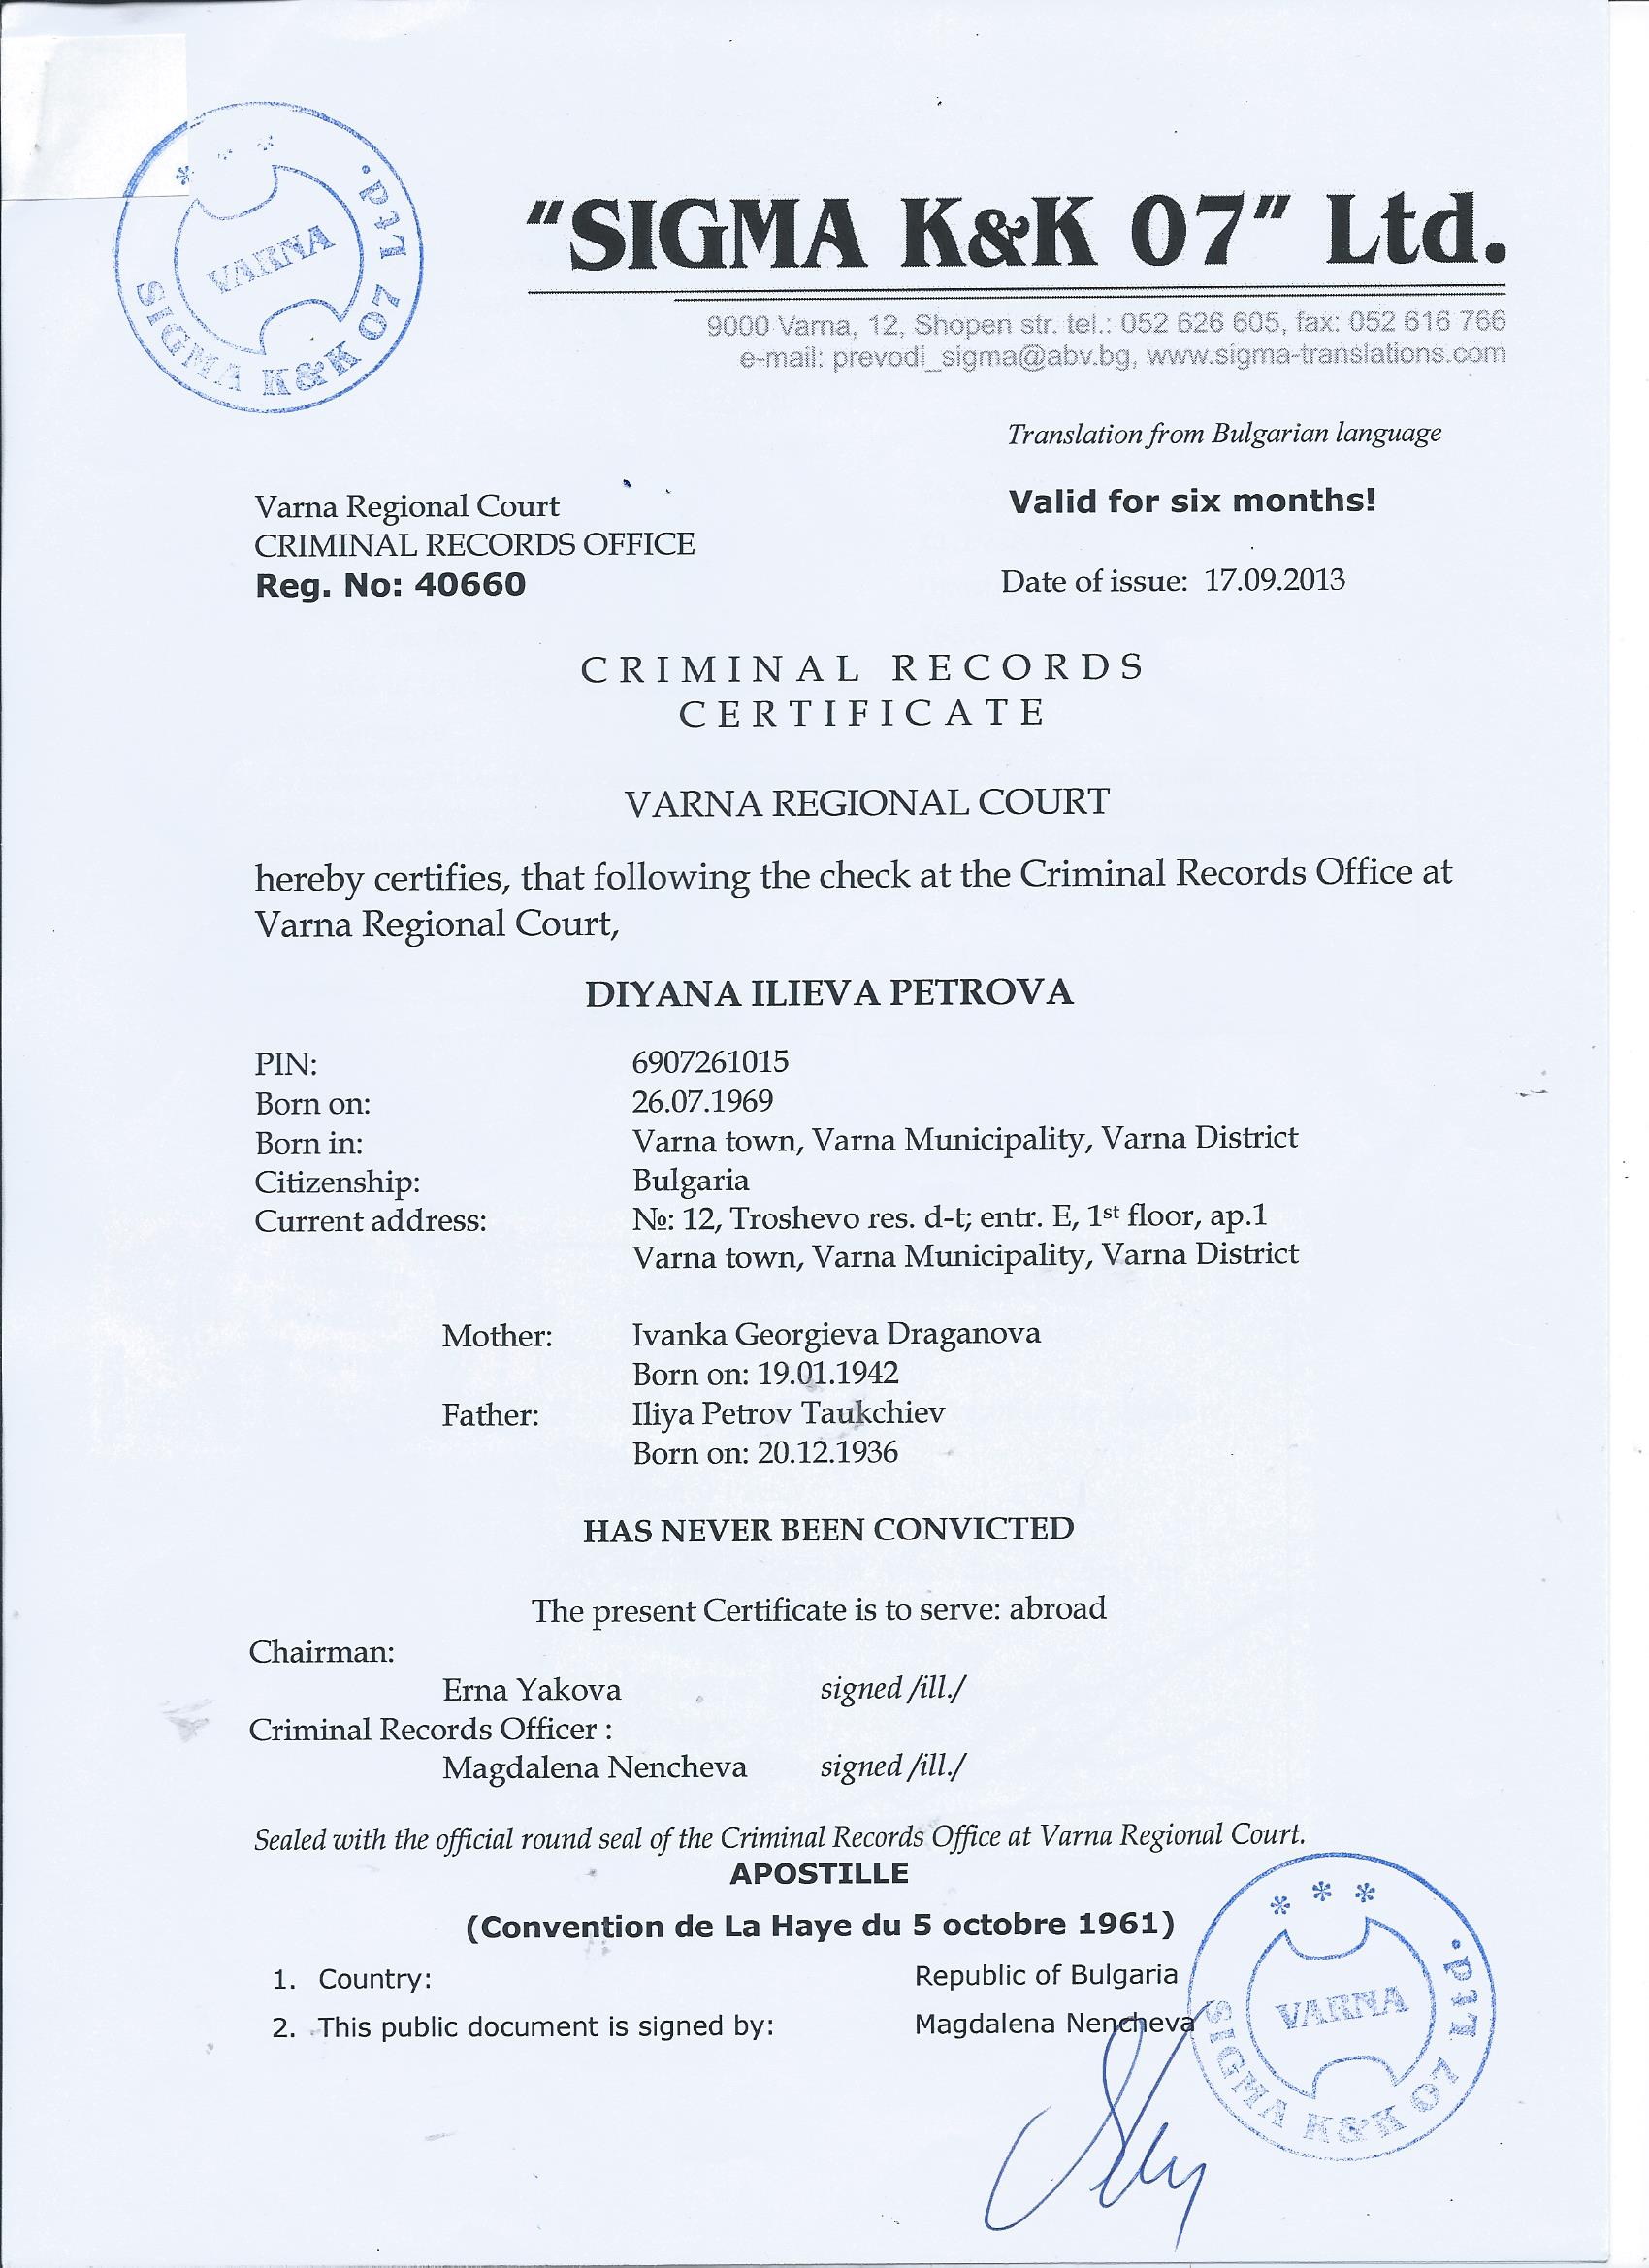 VARNA
SIGMA K&K 07 LTD.
"SIGMA K&K 07" Ltd.
9000 Varna, 12, Shopen str. tel.: 052 626 605, fax: 052 616 766
e-mail: prevodi_sigma@abv.bg, www.sigma-translations.com
Translation from Bulgarian language
Varna Regional Court
Valid for six months!
CRIMINAL RECORDS OFFICE
Reg. No: 40660
Date of issue: 17.09.2013
CRIMINAL RECORDS
CERTIFICATE
VARNA REGIONAL COURT
hereby certifies, that following the check at the Criminal Records Office at
Varna Regional Court,
DIYANA ILIEVA PETROVA
PIN: 6907261015
Born on: 26.07.1969
Born in: Varna town, Varna Municipality, Varna District
Citizenship: Bulgaria
Current address: №: 12, Troshevo res. d-t; entr. E, 1st floor, ap.1
Varna town, Varna Municipality, Varna District
Mother: Ivanka Georgieva Draganova
Born on: 19.01.1942
Father: Iliya Petrov Taukchiev
Born on: 20.12.1936
HAS NEVER BEEN CONVICTED
The present Certificate is to serve: abroad
Chairman:
Erna Yakova signed /ill./
Criminal Records Officer :
Magdalena Nencheva signed /ill./
Sealed with the official round seal of the Criminal Records Office at Varna Regional Court.
APOSTILLE
(Convention de La Haye du 5 octobre 1961)
1. Country: Republic of Bulgaria
2. This public document is signed by: Magdalena Nencheva
VARNA
SIGMA K&K 07 LTD.